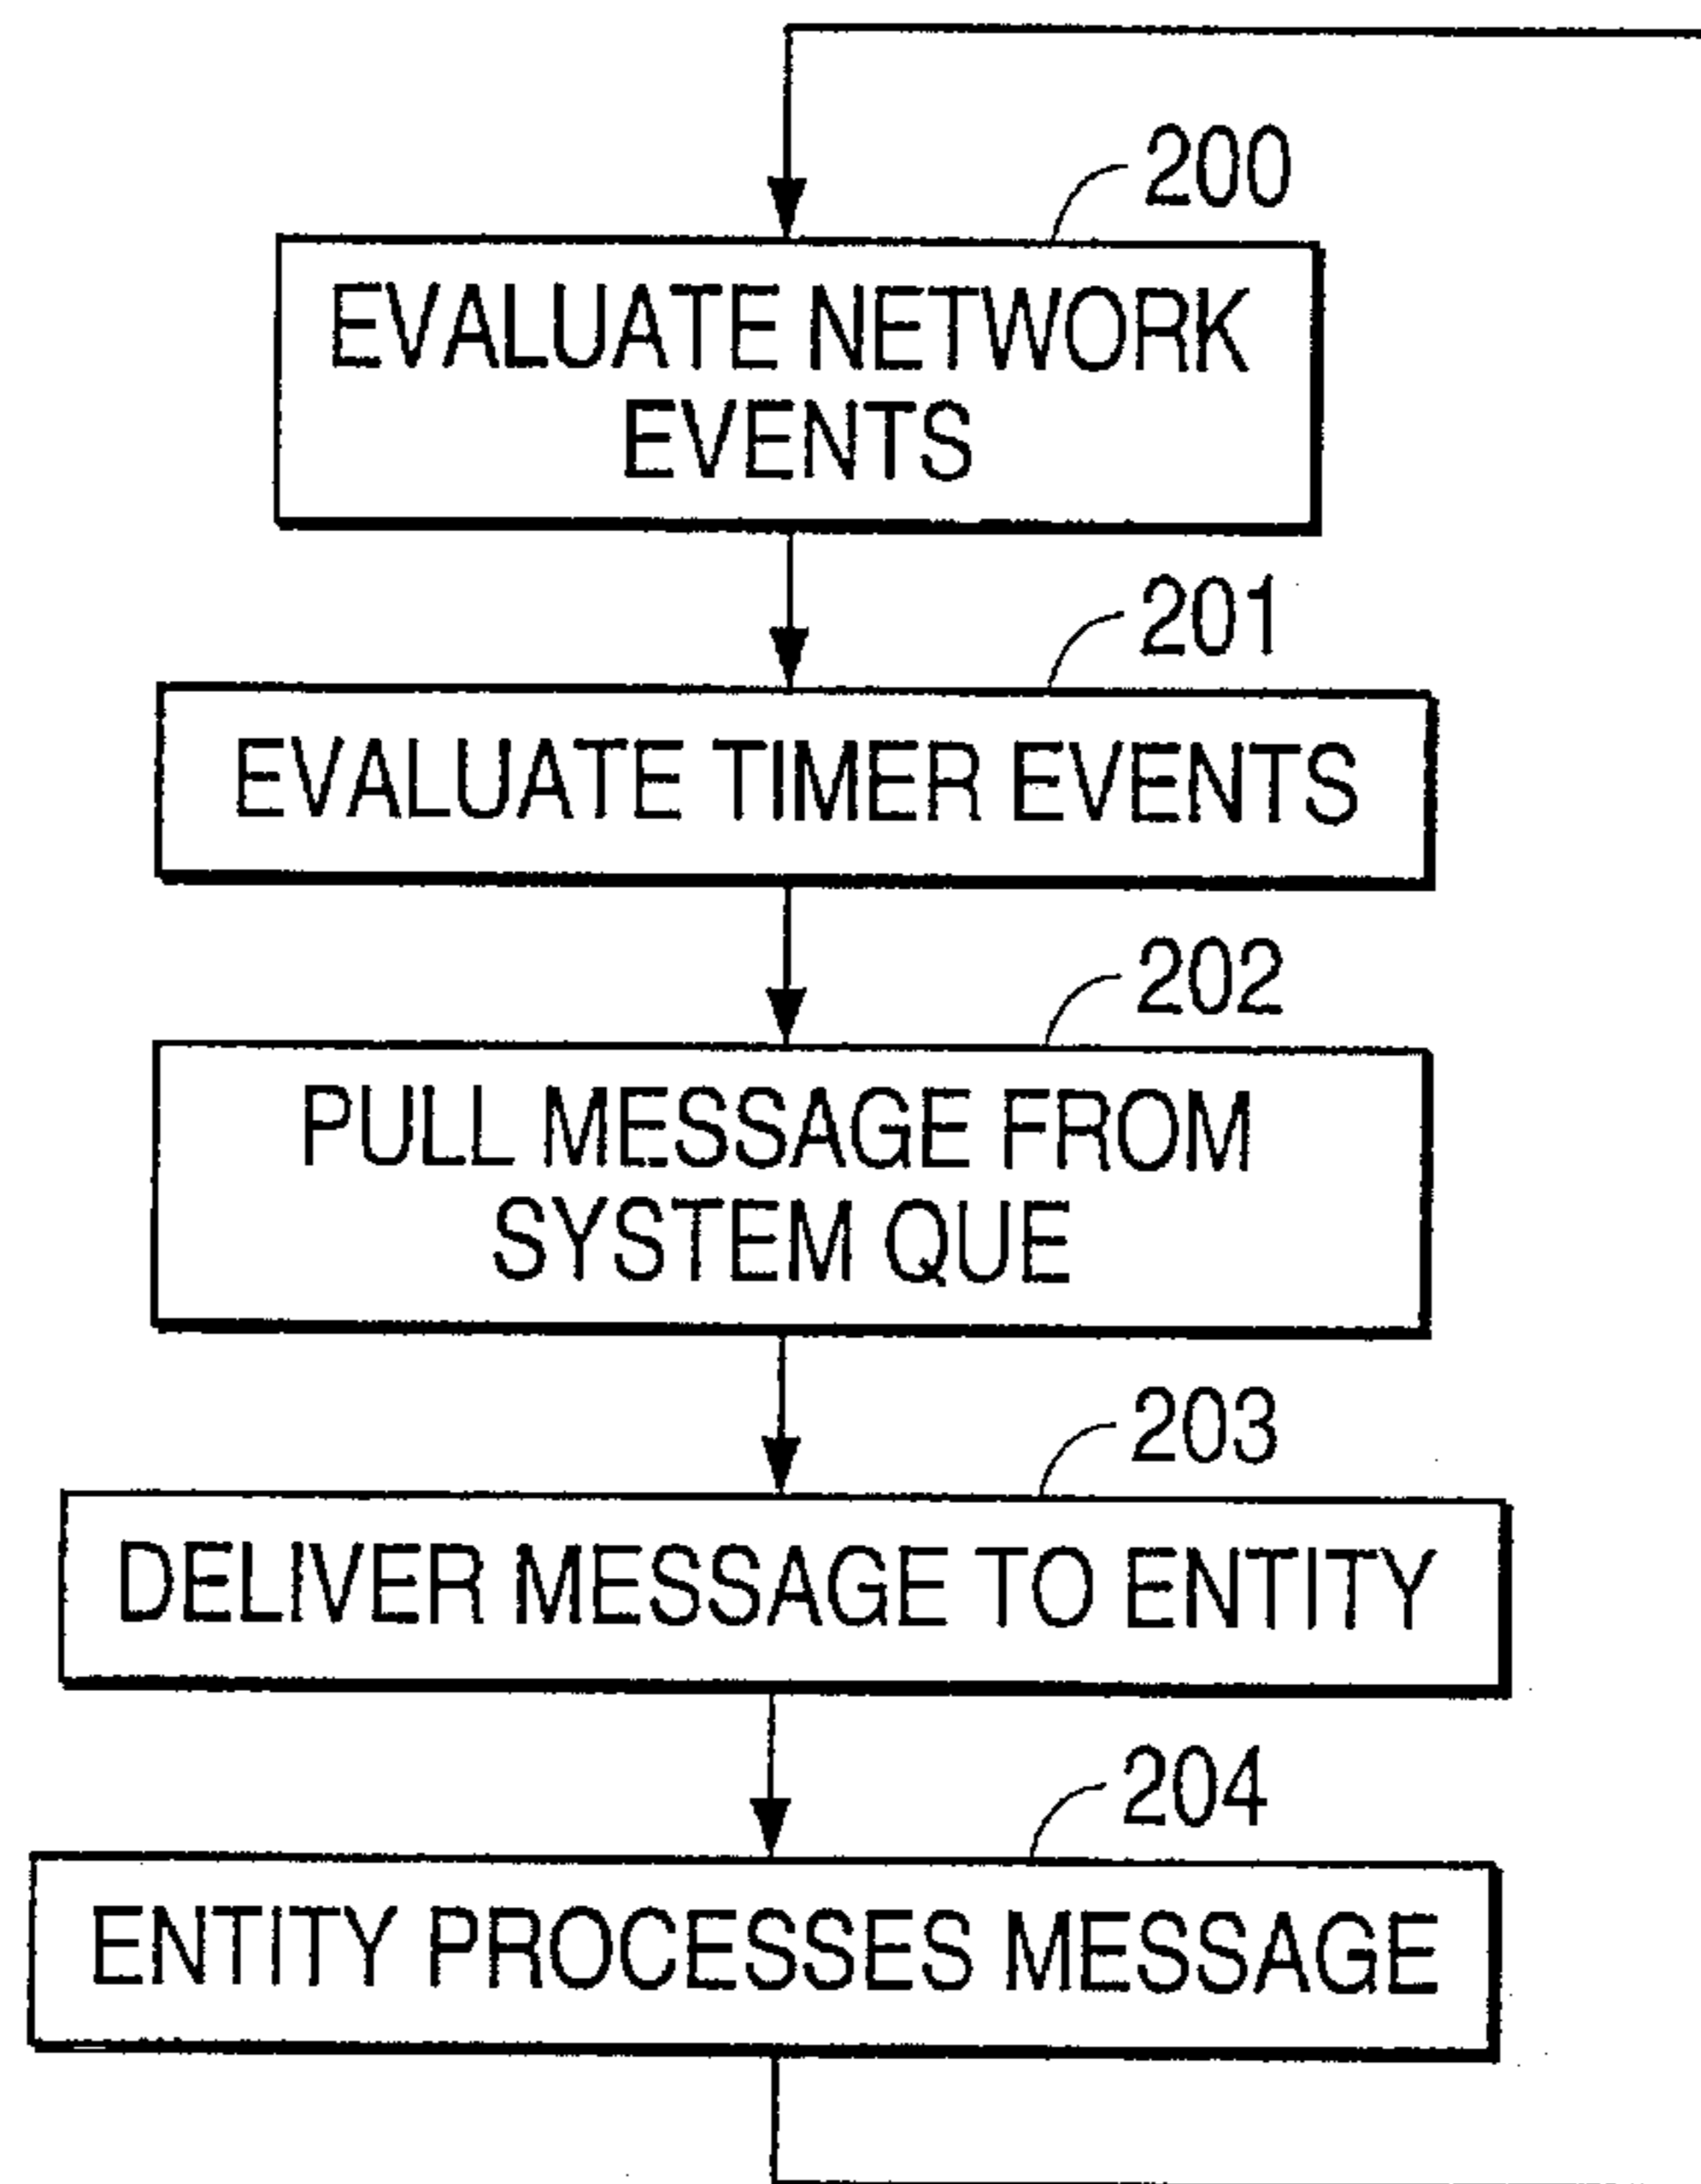 200
EVALUATE NETWORK
EVENTS
201
EVALUATE TIMER EVENTS
202
PULL MESSAGE FROM
SYSTEM QUE
203
DELIVER MESSAGE TO ENTITY
204
ENTITY PROCESSES MESSAGE